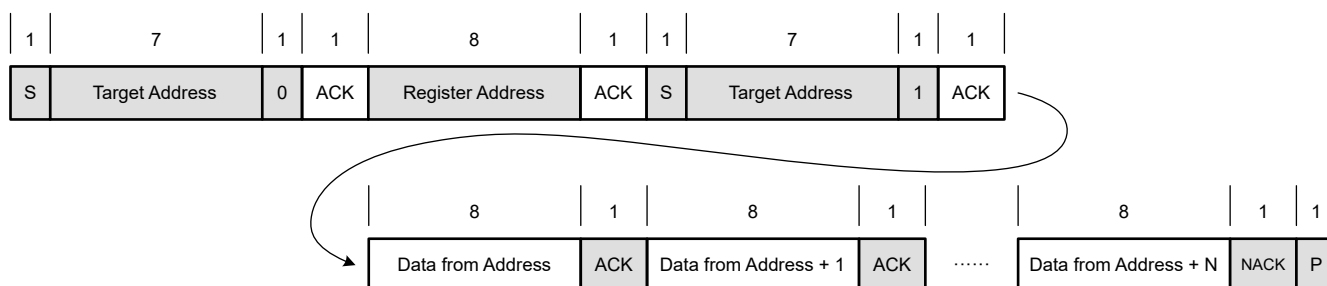 1 7 1 1 8 1 1 7 1 1
S Target Address 0 ACK Register Address ACK S Target Address 1 ACK
8 1 8 1 8 1 1
Data from Address ACK Data from Address + 1 ACK ...... Data from Address + N NACK P